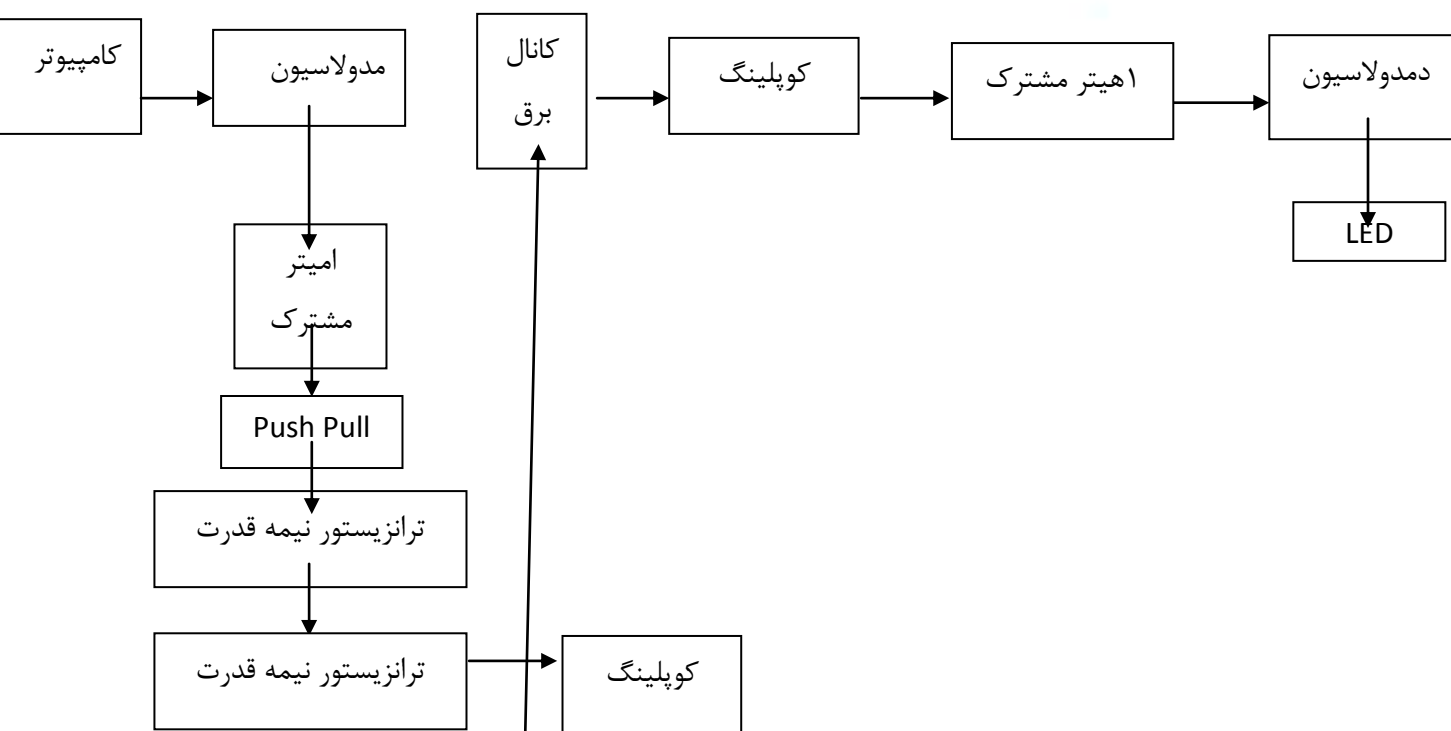 کامپیوتر
مدولاسیون
امیتر
مشترک
Push Pull
ترانزیستور نیمه قدرت
ترانزیستور نیمه قدرت
کوپلینگ
کانال
برق
کوپلینگ
۱هیتر مشترک
دمدولاسیون
LED